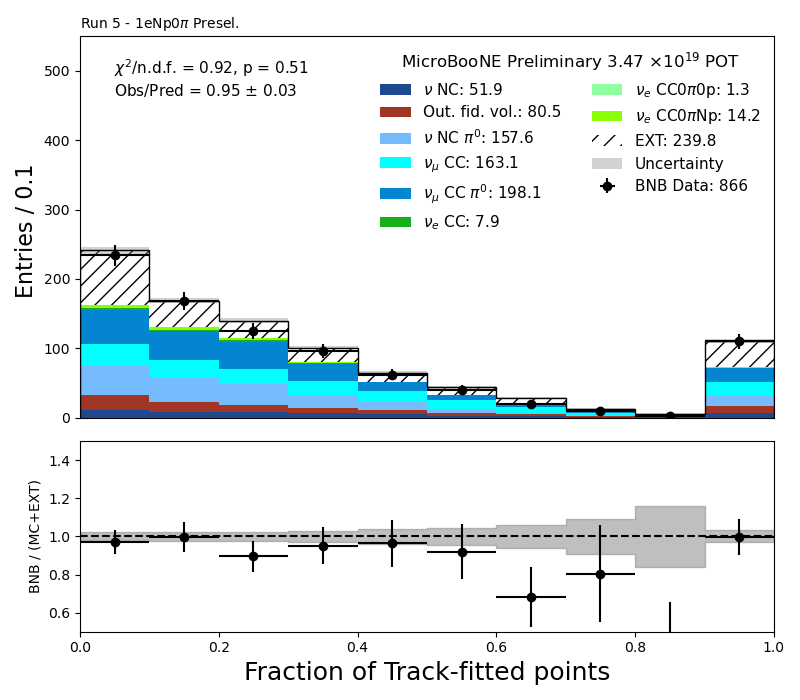 Run 5 - 1eNp0π Presel.
χ²/n.d.f. = 0.92, p = 0.51
Obs/Pred = 0.95 ± 0.03
MicroBooNE Preliminary 3.47 ×10¹⁹ POT
ν NC: 51.9
Out. fid. vol.: 80.5
ν NC π⁰: 157.6
ν_μ CC: 163.1
ν_μ CC π⁰: 198.1
ν_e CC: 7.9
ν_e CC0π0p: 1.3
ν_e CC0πNp: 14.2
EXT: 239.8
Uncertainty
BNB Data: 866
Entries / 0.1
500
400
300
200
100
0
BNB / (MC+EXT)
1.4
1.2
1.0
0.8
0.6
0.0 0.2 0.4 0.6 0.8 1.0
Fraction of Track-fitted points